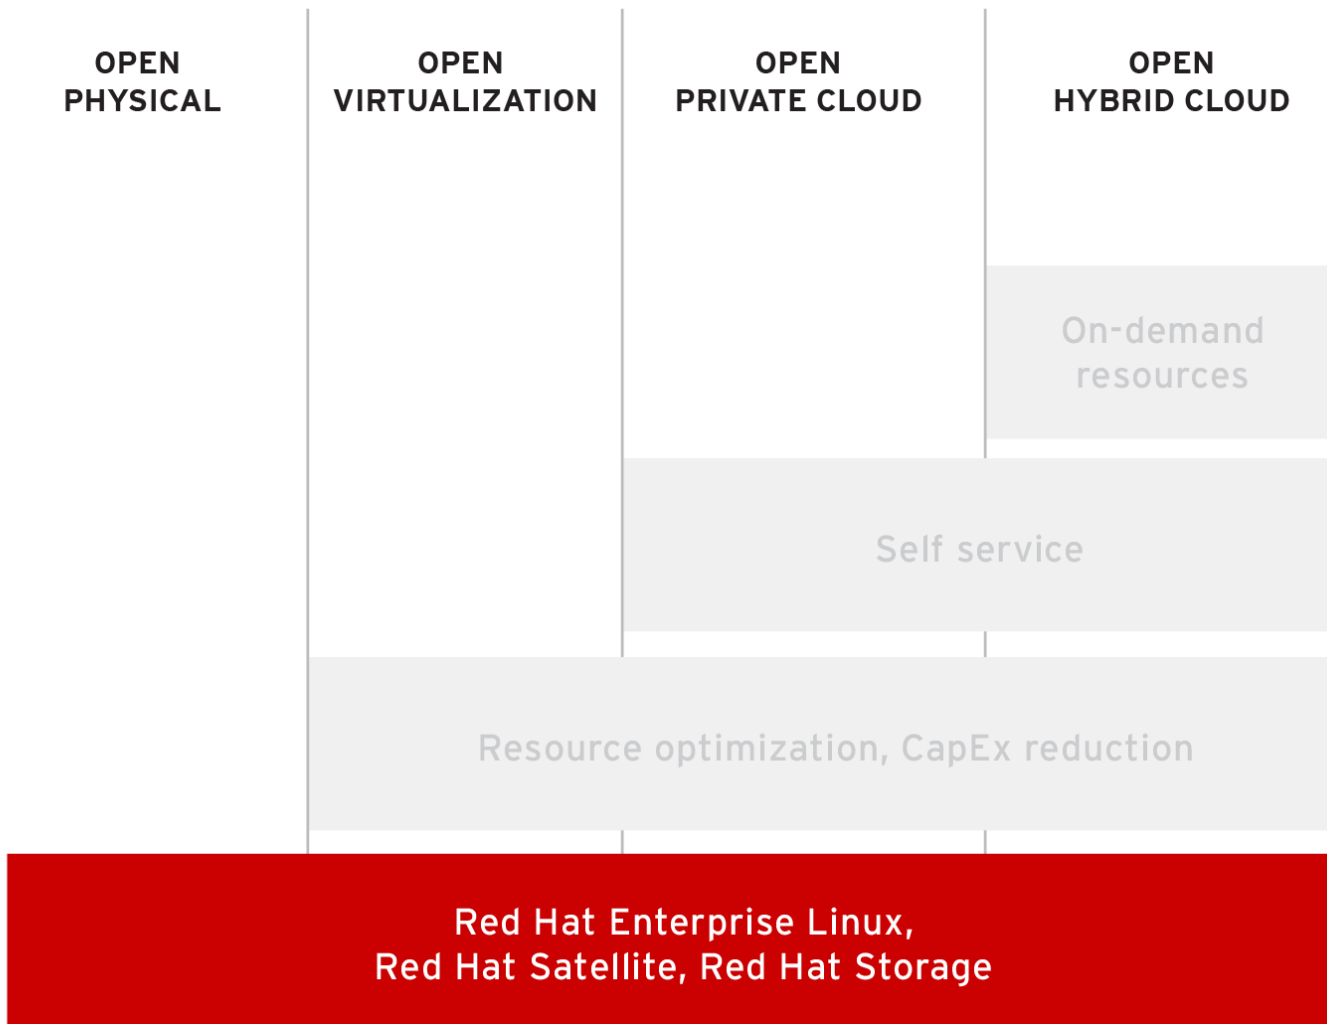 OPEN
PHYSICAL
OPEN
VIRTUALIZATION
OPEN
PRIVATE CLOUD
OPEN
HYBRID CLOUD
On-demand
resources
Self service
Resource optimization, CapEx reduction
Red Hat Enterprise Linux,
Red Hat Satellite, Red Hat Storage